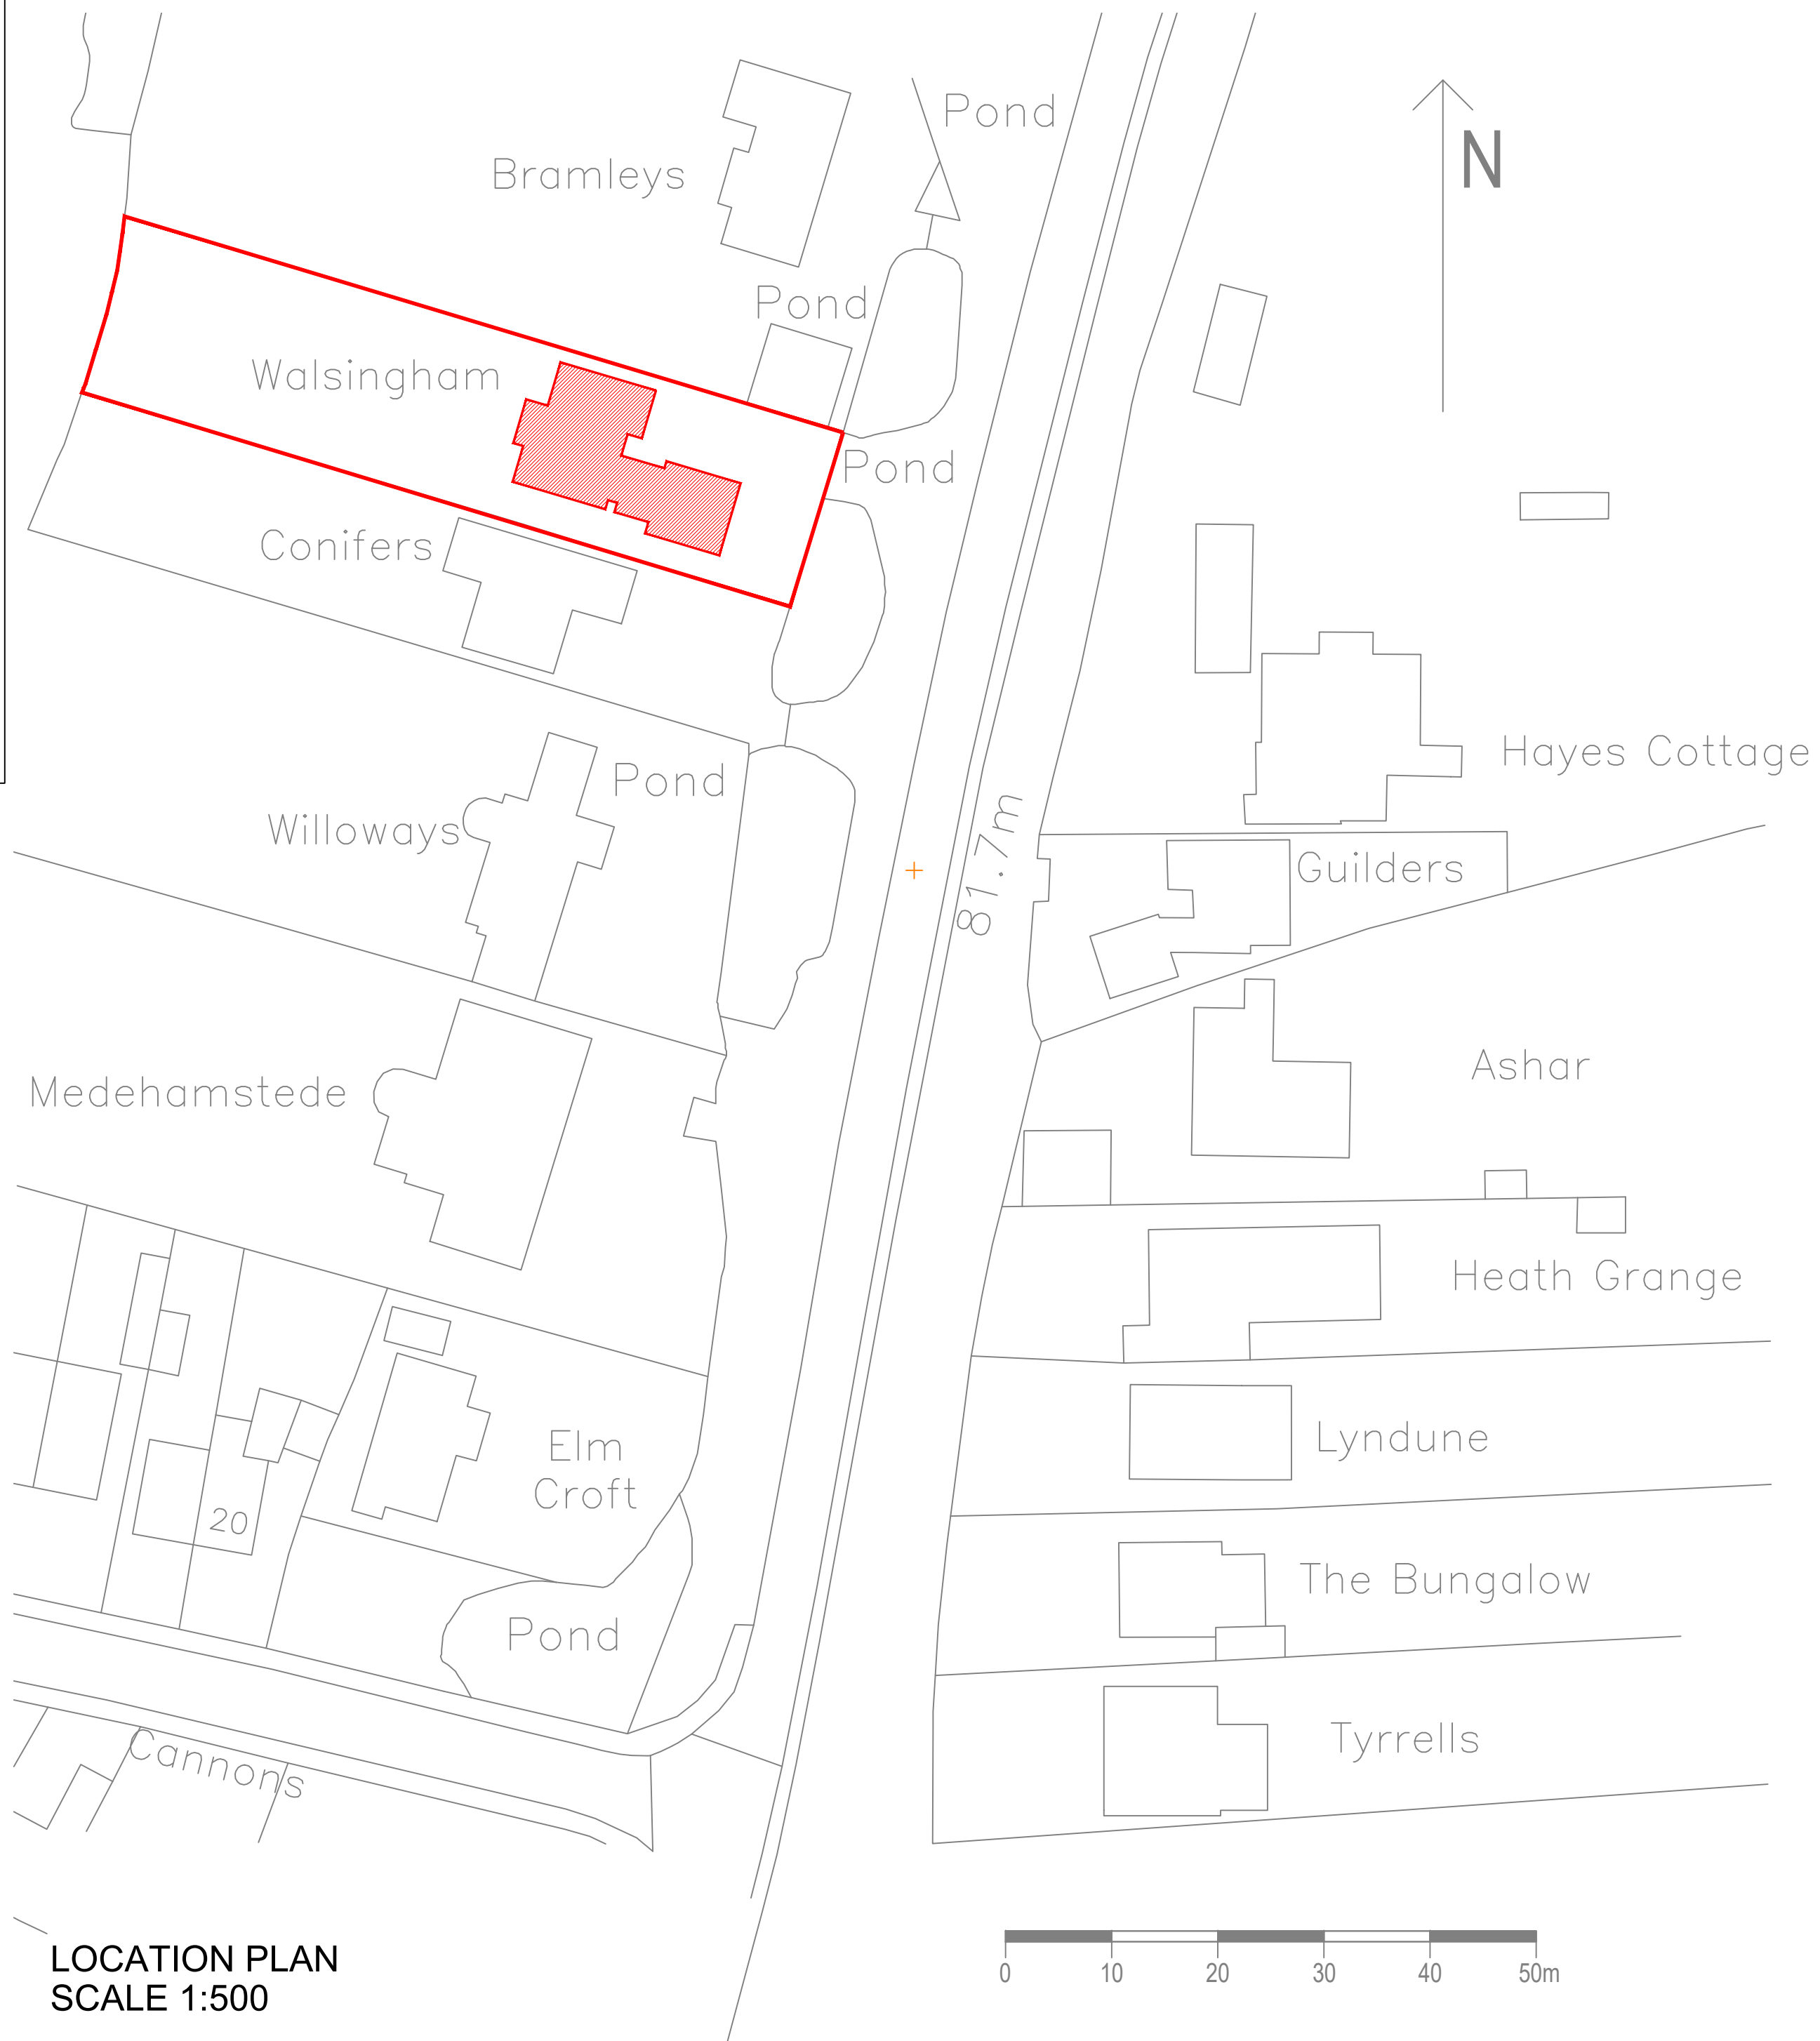 Pond
N
Bramleys
Pond
Walsingham
Pond
Conifers
Hayes Cottage
Pond
Willoways
81.7m
Guilders
Ashar
Medehamstede
Heath Grange
Elm
Croft
Lyndune
20
The Bungalow
Pond
Tyrrells
Cannons
LOCATION PLAN
SCALE 1:500
0 10 20 30 40 50m